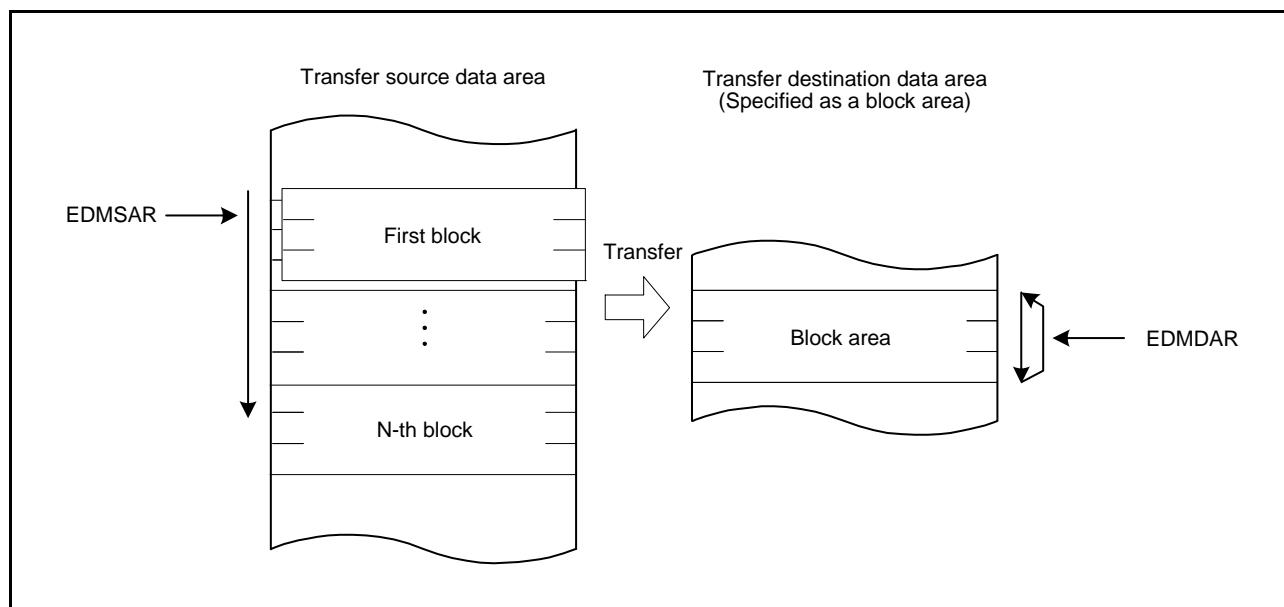 Transfer source data area
Transfer destination data area
(Specified as a block area)
EDMSAR
First block
Transfer
Block area
EDMDAR
N-th block